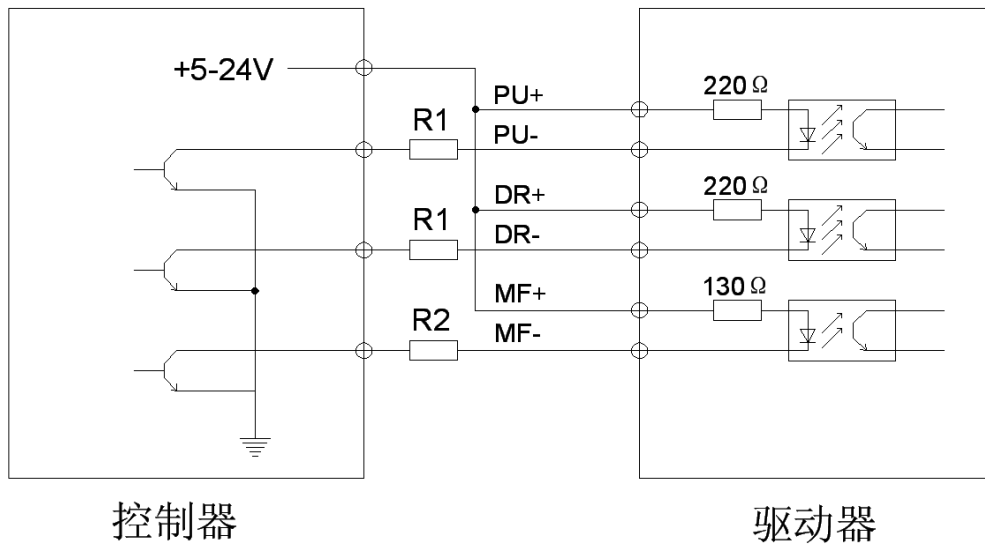 +5-24V
220Ω
PU+
R1
PU-
220Ω
DR+
R1
DR-
130Ω
MF+
R2
MF-
控制器
驱动器